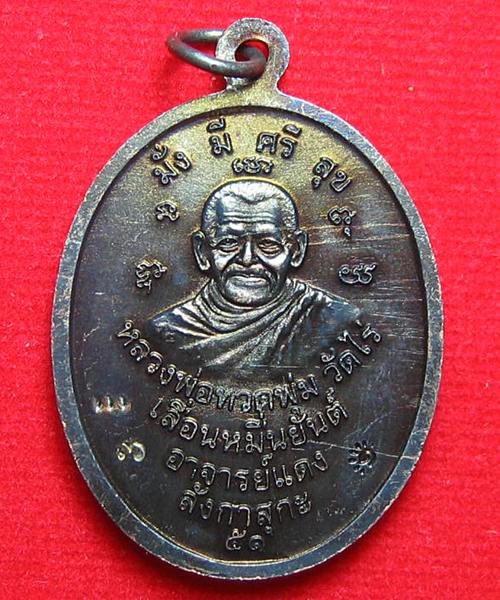 มั่ง มี ศรี สุข
หลวงพ่อทวดพ่ม วัดไร่
เลื่อนหมื่นยันต์
อาจารย์แดง
ลังกาสุกะ
๕๑